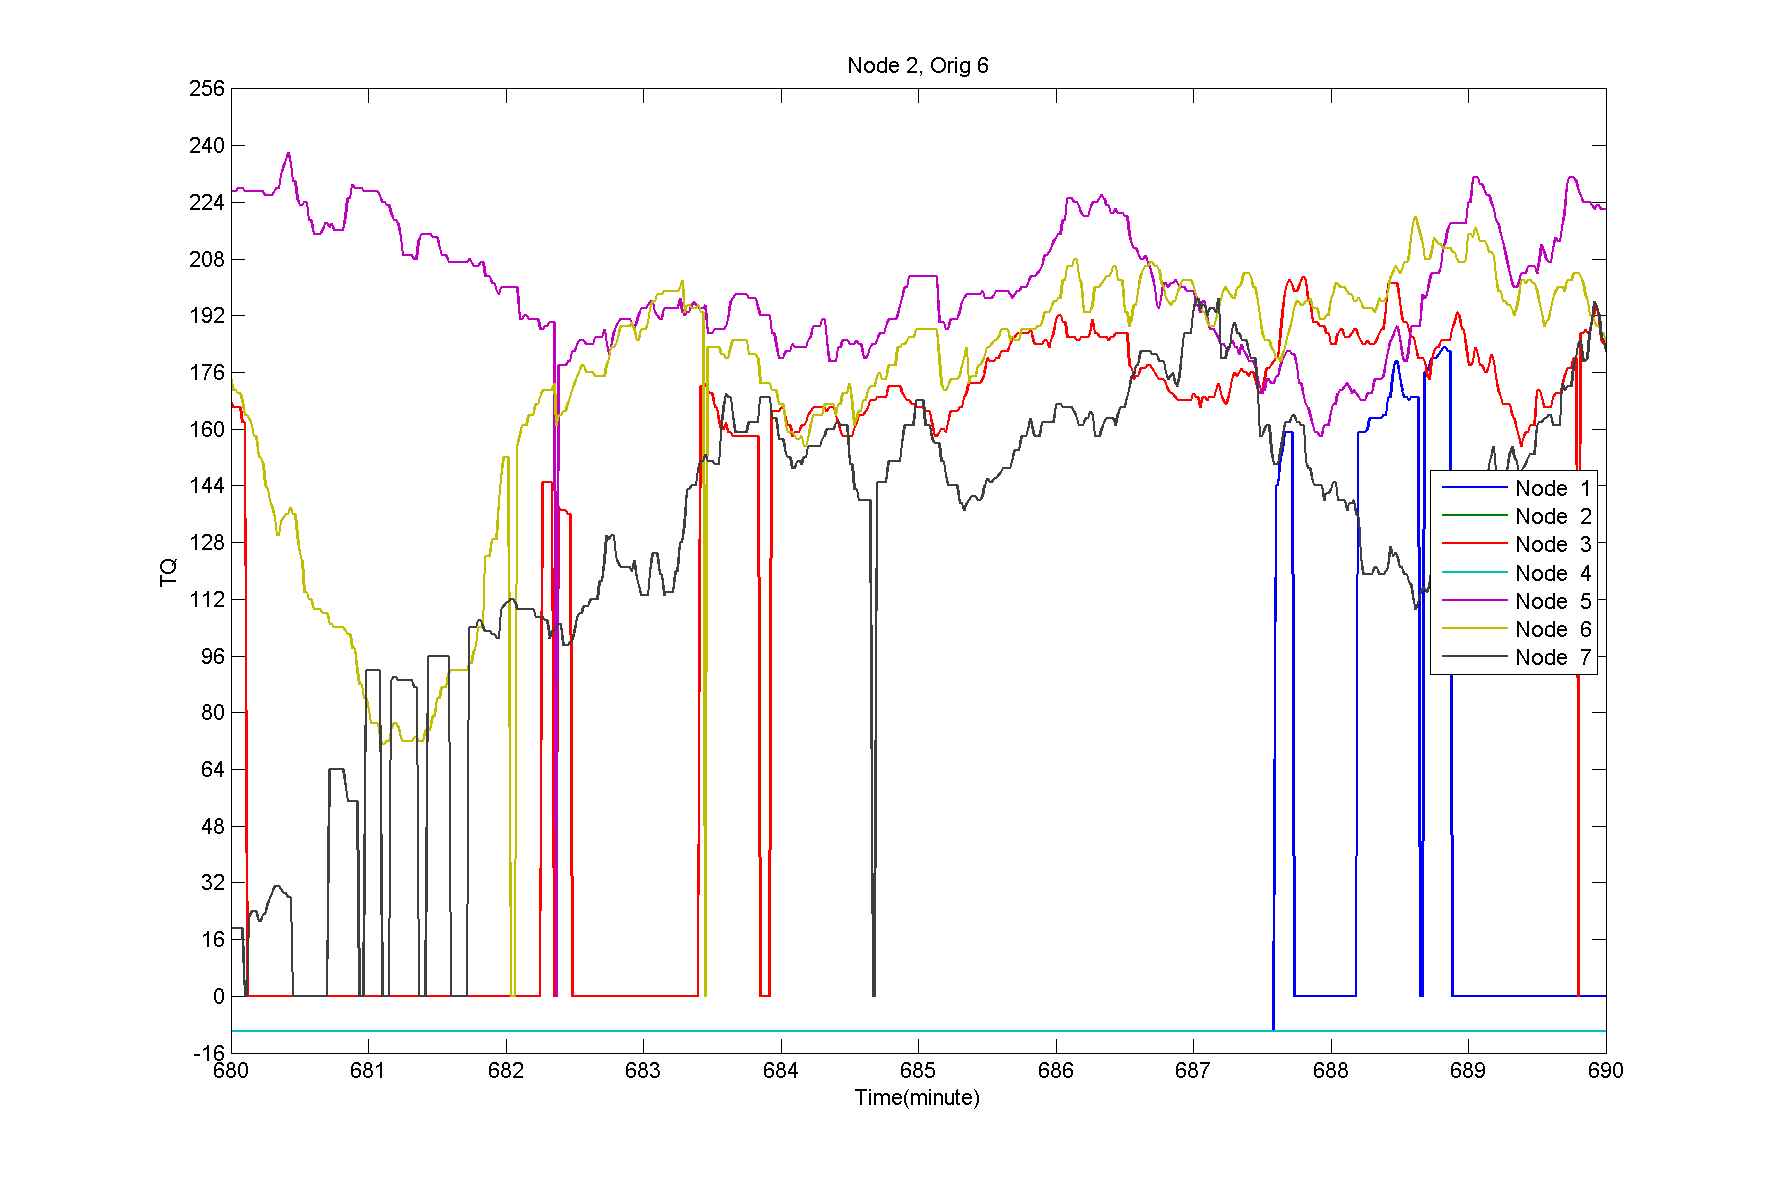 Node 2, Orig 6
256
240
224
208
192
176
160
144
128
112
96
80
64
48
32
16
0
-16
TQ
Node 1
Node 2
Node 3
Node 4
Node 5
Node 6
Node 7
680 681 682 683 684 685 686 687 688 689 690
Time(minute)